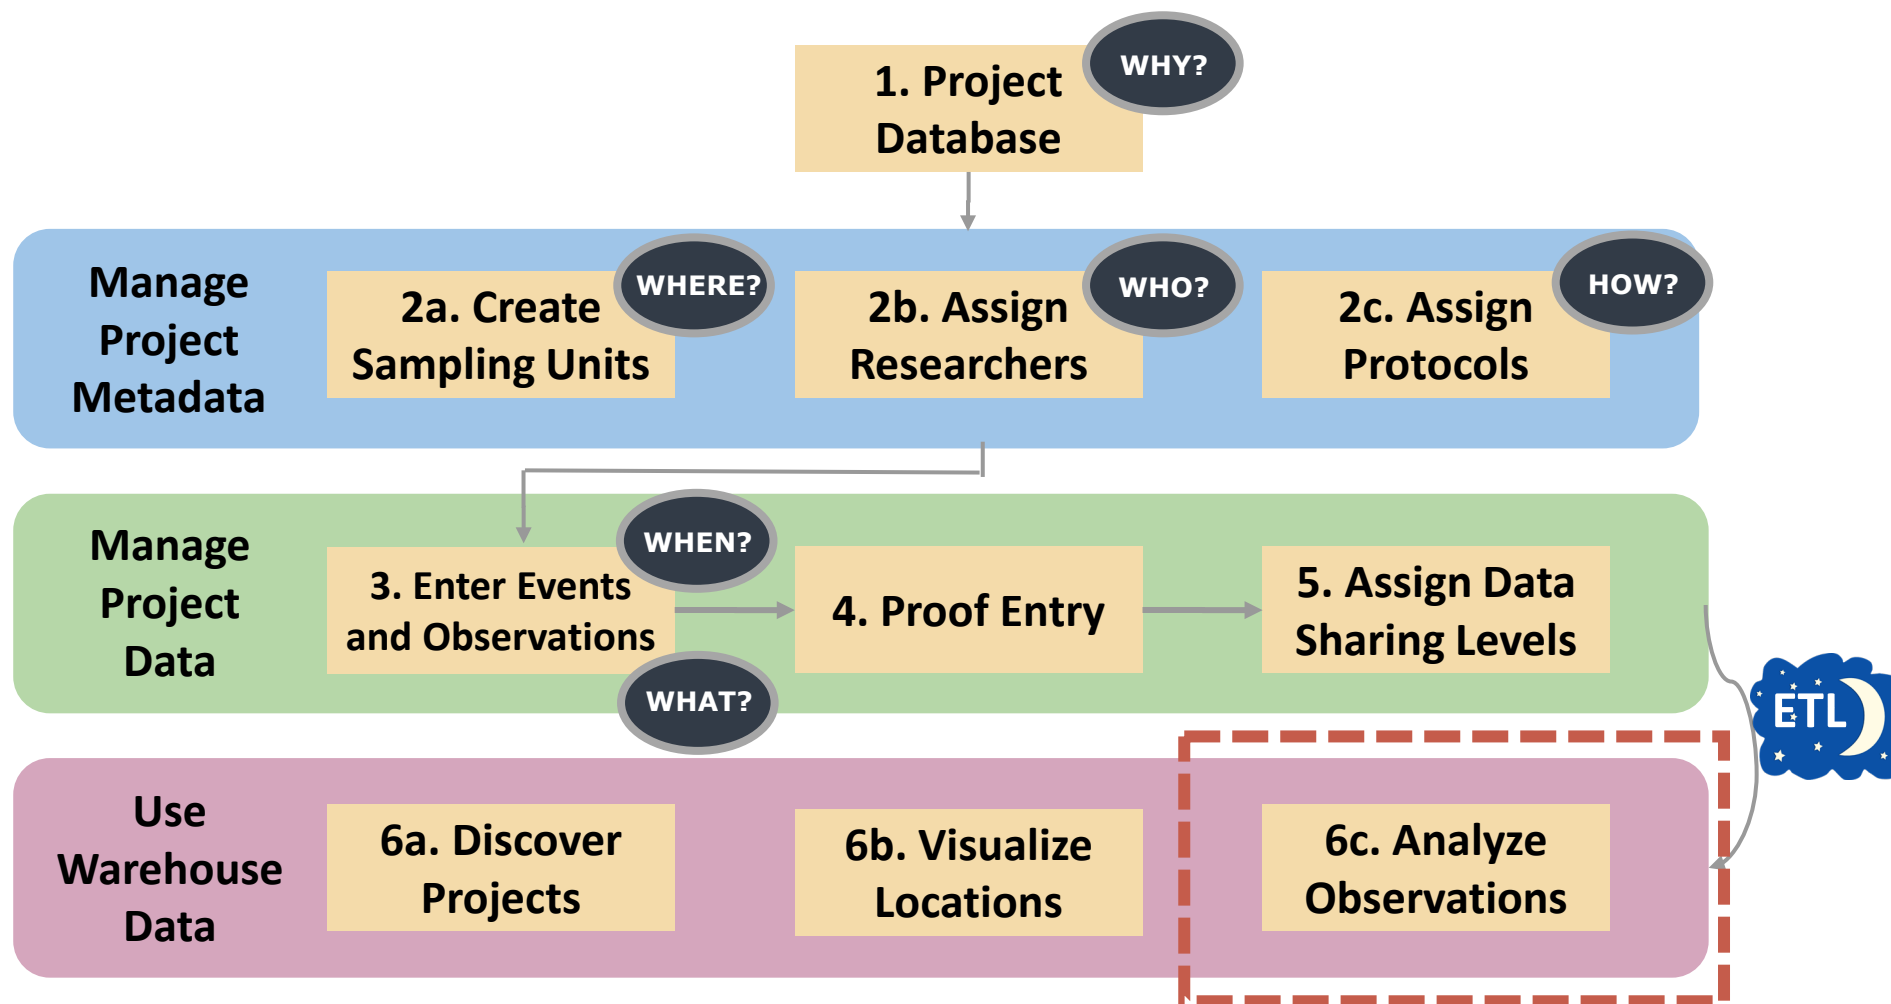 WHY?
1. Project
Database
Manage
Project
Metadata
WHERE?
2a. Create
Sampling Units
WHO?
2b. Assign
Researchers
HOW?
2c. Assign
Protocols
Manage
Project
Data
WHEN?
3. Enter Events
and Observations
WHAT?
4. Proof Entry
5. Assign Data
Sharing Levels
ETL
Use
Warehouse
Data
6a. Discover
Projects
6b. Visualize
Locations
6c. Analyze
Observations